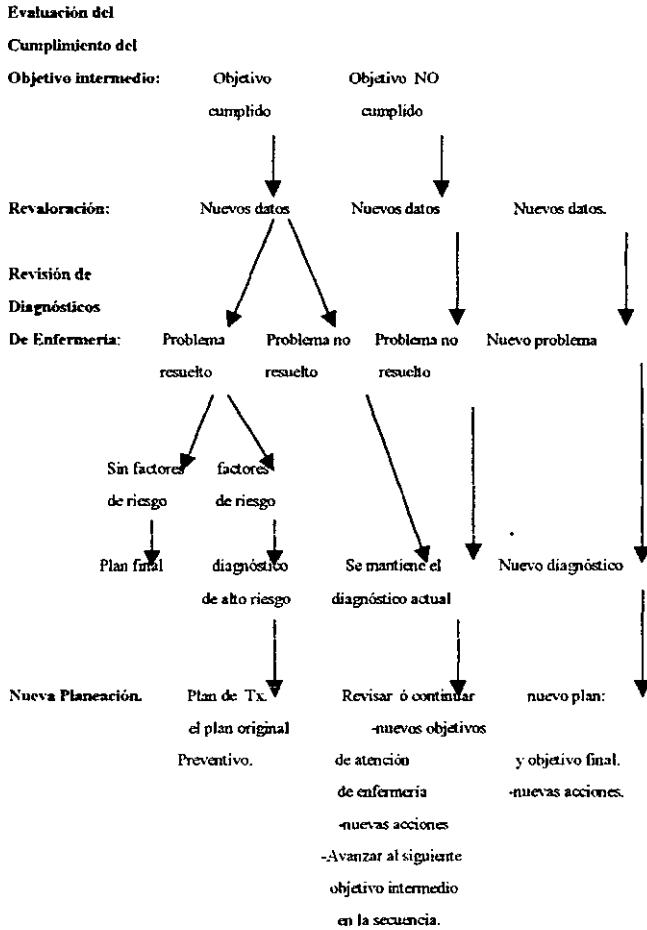 Evaluación del
Cumplimiento del
Objetivo intermedio: Objetivo Objetivo NO
cumplido cumplido
Revaloración: Nuevos datos Nuevos datos Nuevos datos.
Revisión de
Diagnósticos
De Enfermería: Problema Problema no Problema no Nuevo problema
resuelto resuelto resuelto
Sin factores factores
de riesgo de riesgo
Plan final diagnóstico Se mantiene el Nuevo diagnóstico
de alto riesgo diagnóstico actual
Nueva Planeación. Plan de Tx. Revisar ó continuar nuevo plan:
el plan original -nuevos objetivos
Preventivo. de atención y objetivo final.
de enfermería -nuevas acciones.
-nuevas acciones
-Avanzar al siguiente
objetivo intermedio
en la secuencia.